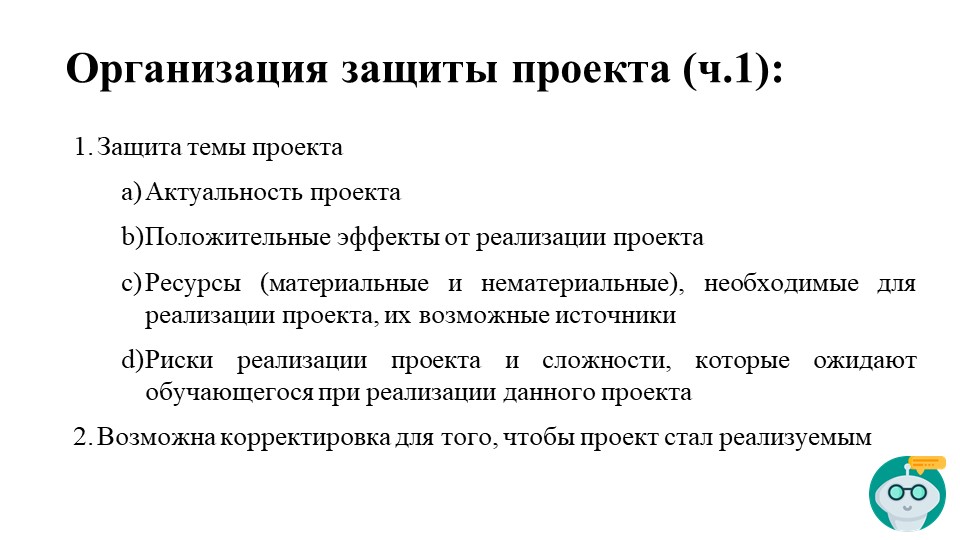 Организация защиты проекта (ч.1):
1. Защита темы проекта
a) Актуальность проекта
b) Положительные эффекты от реализации проекта
c) Ресурсы (материальные и нематериальные), необходимые для
реализации проекта, их возможные источники
d) Риски реализации проекта и сложности, которые ожидают
обучающегося при реализации данного проекта
2. Возможна корректировка для того, чтобы проект стал реализуемым